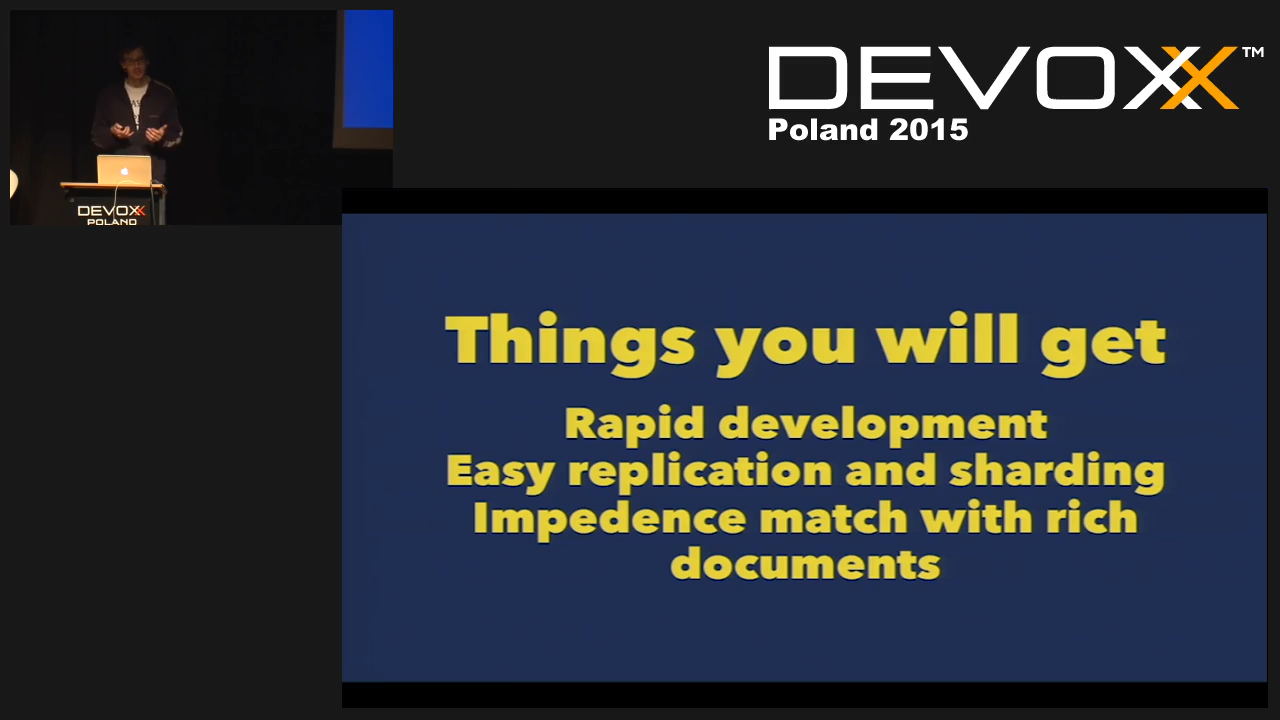 DEVOXX™
Poland 2015
DEVOXX
POLAND
Things you will get
Rapid development
Easy replication and sharding
Impedence match with rich
documents